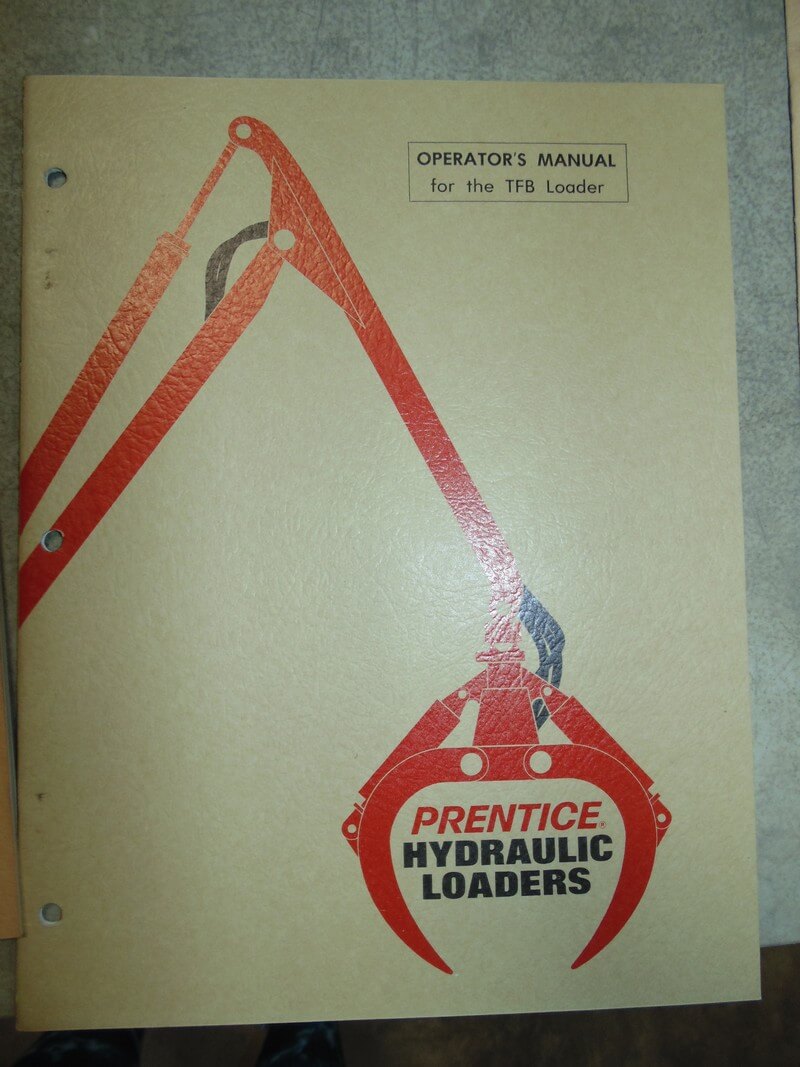 OPERATOR'S MANUAL
for the TFB Loader
PRENTICE®
HYDRAULIC
LOADERS